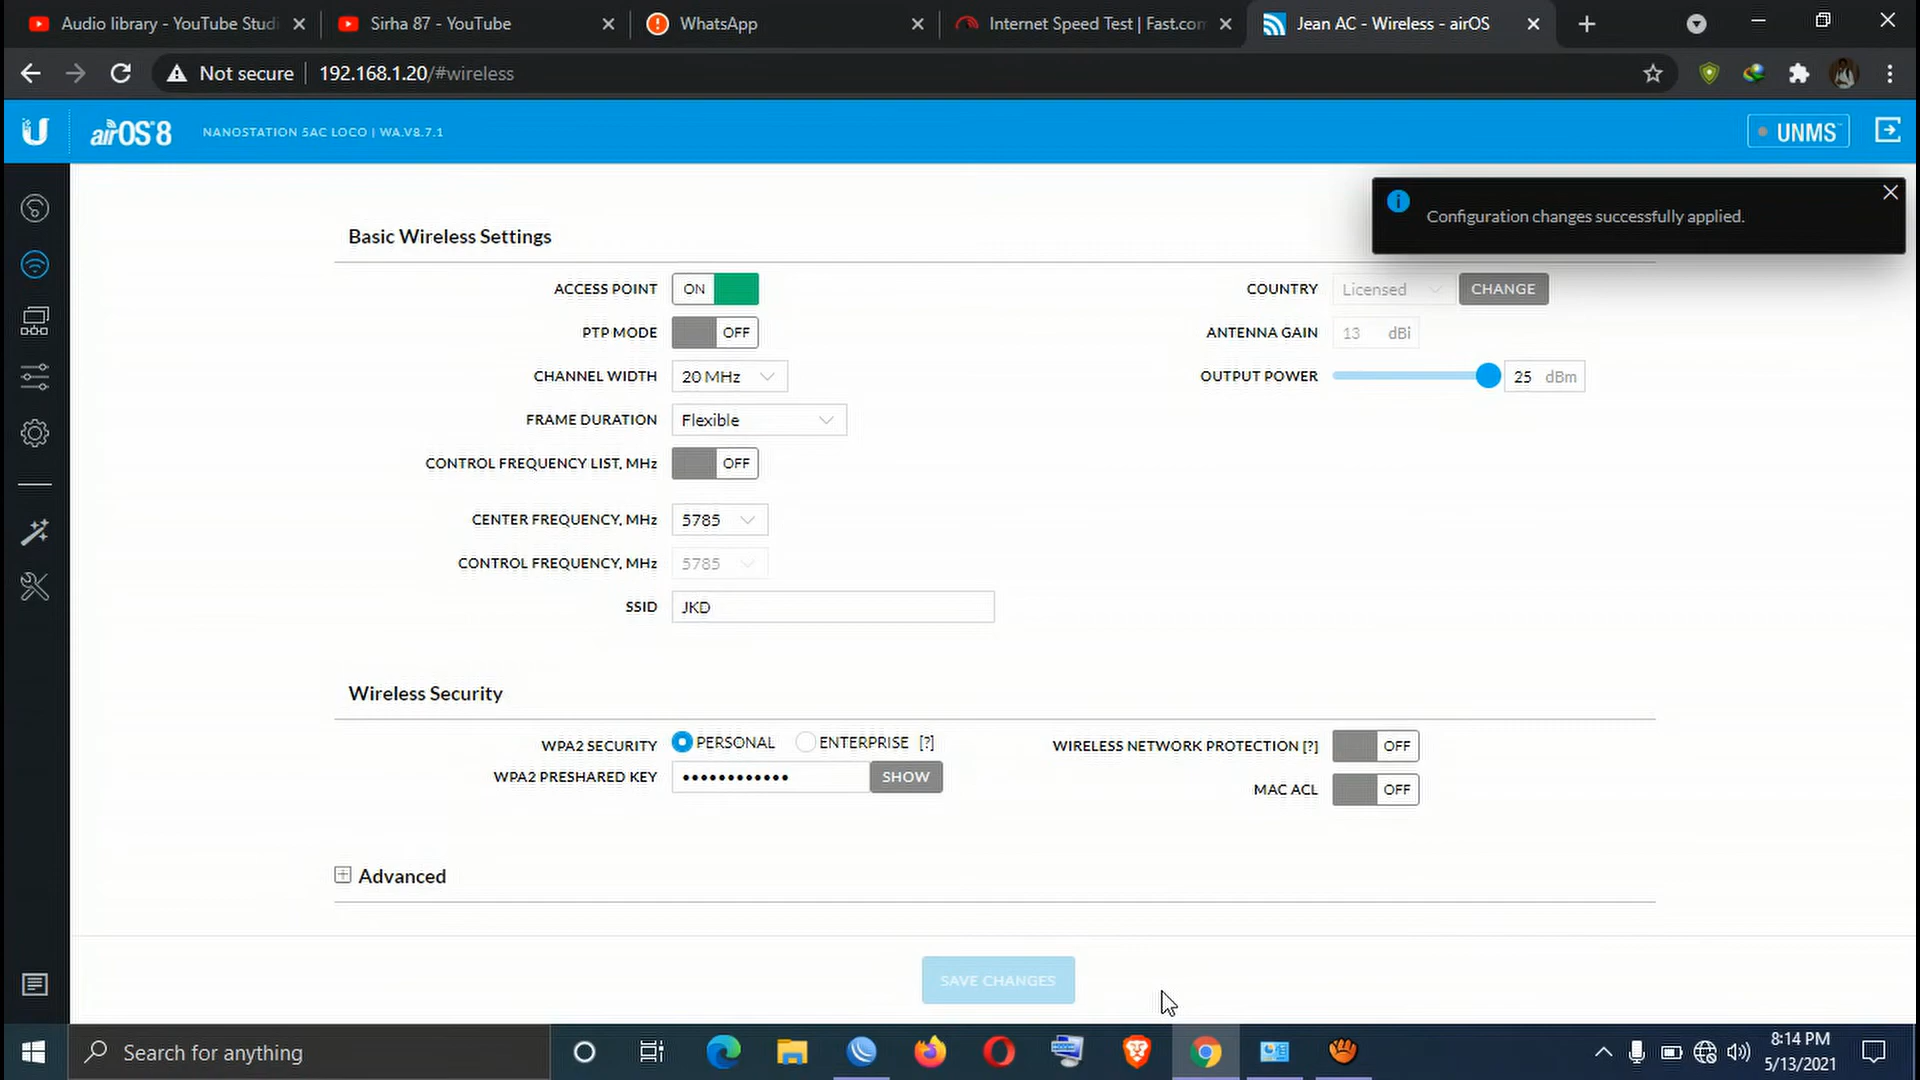 Audio library - YouTube Studi
Sirha 87 - YouTube
WhatsApp
Internet Speed Test | Fast.com
Jean AC - Wireless - airOS
Not secure
192.168.1.20/#wireless
U
airOS 8
NANOSTATION 5AC LOCO | WA.V8.7.1
UNMS
Configuration changes successfully applied.
Basic Wireless Settings
ACCESS POINT ON
COUNTRY Licensed CHANGE
PTP MODE OFF
ANTENNA GAIN 13 dBi
CHANNEL WIDTH 20 MHz
OUTPUT POWER 25 dBm
FRAME DURATION Flexible
CONTROL FREQUENCY LIST, MHz OFF
CENTER FREQUENCY, MHz 5785
CONTROL FREQUENCY, MHz 5785
SSID JKD
Wireless Security
WPA2 SECURITY PERSONAL ENTERPRISE [?]
WIRELESS NETWORK PROTECTION [?] OFF
WPA2 PRESHARED KEY •••••••••••• SHOW
MAC ACL OFF
Advanced
SAVE CHANGES
Search for anything
8:14 PM
5/13/2021